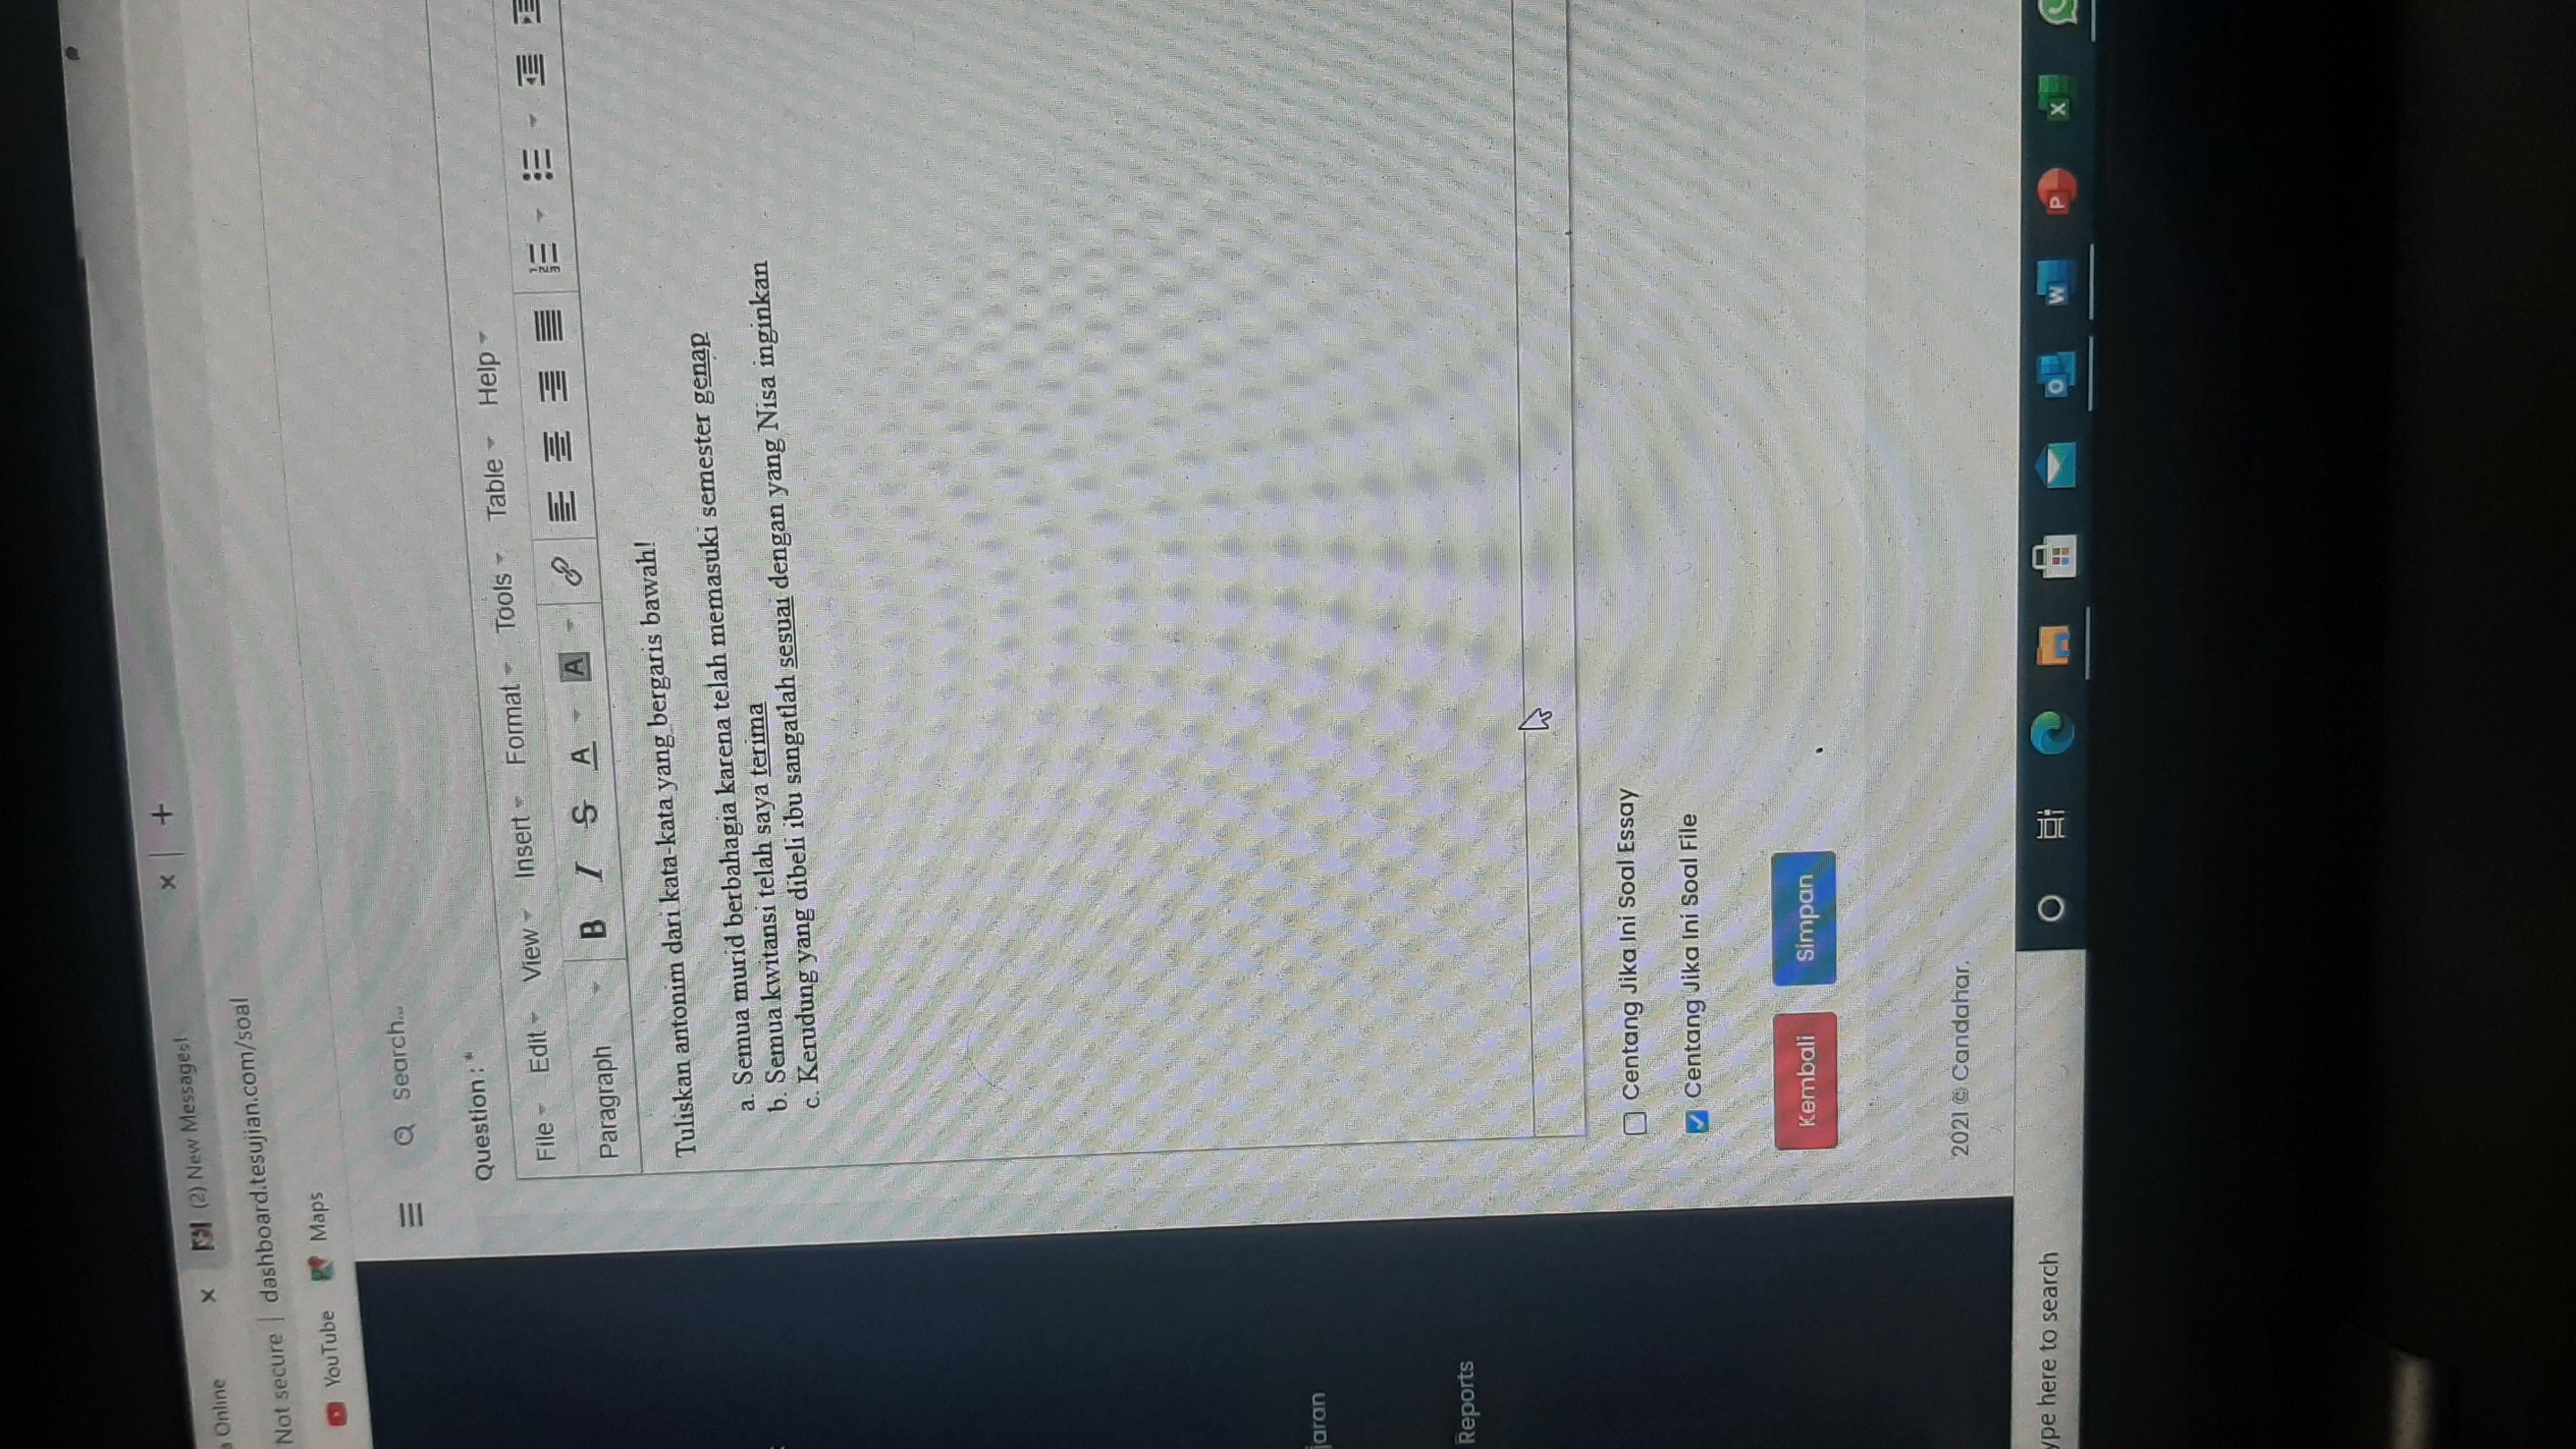 Online
(2) New Messages!
Not secure
dashboard.tesujian.com/soal
YouTube
Maps
Search...
Question : *
File Edit View Insert Format Tools Table Help
Paragraph B I S A A
Tuliskan antonim dari kata-kata yang bergaris bawah!
a. Semua murid berbahagia karena telah memasuki semester genap
b. Semua kwitansi telah saya terima
c. Kerudung yang dibeli ibu sangatlah sesuai dengan yang Nisa inginkan
jaran
Reports
Centang Jika Ini Soal Essay
Centang Jika Ini Soal File
Kembali Simpan
2021 © Candahar.
ype here to search